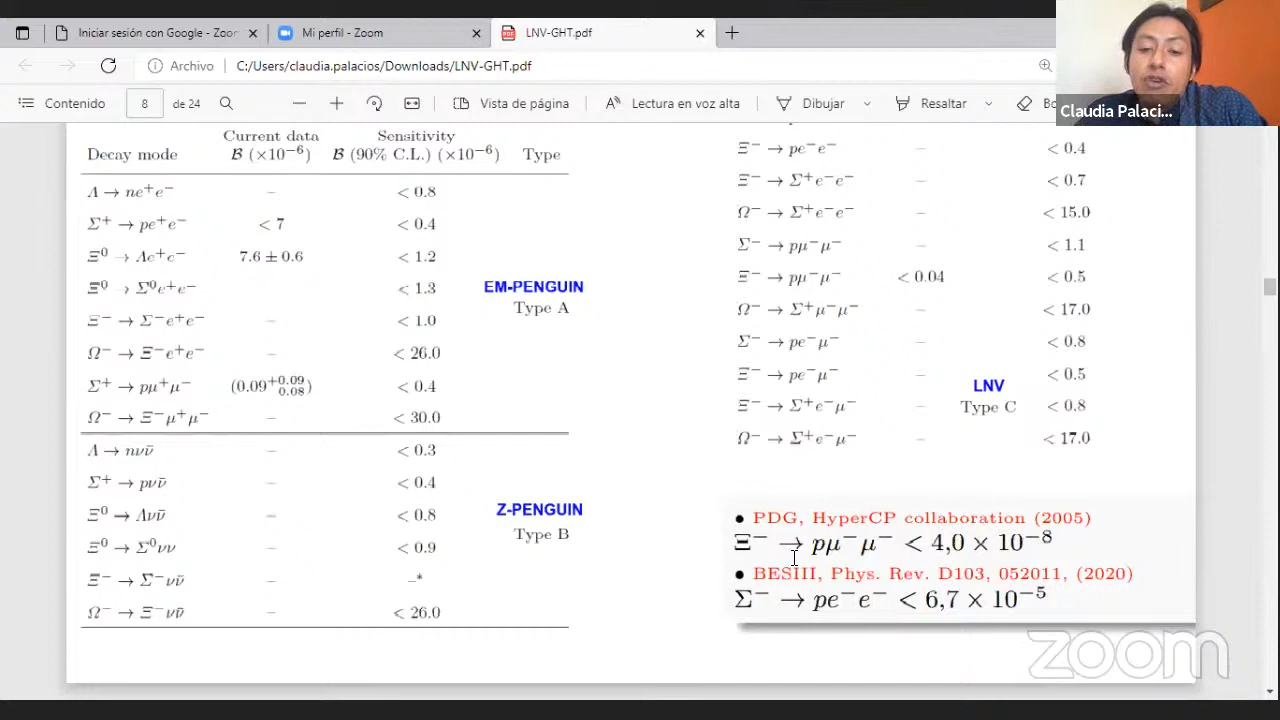 Iniciar sesión con Google - Zoom
Mi perfil - Zoom
LNV-GHT.pdf
Archivo
C:/Users/claudia.palacios/Downloads/LNV-GHT.pdf
Contenido
8
de 24
Vista de página
Lectura en voz alta
Dibujar
Resaltar
Claudia Palaci...
Current data Sensitivity
Decay mode B (×10⁻⁶) B (90% C.L.) (×10⁻⁶) Type
Λ → ne⁺e⁻ – < 0.8
Σ⁺ → pe⁺e⁻ < 7 < 0.4
Ξ⁰ → Λe⁺e⁻ 7.6 ± 0.6 < 1.2
Ξ⁰ → Σ⁰e⁺e⁻ < 1.3
EM-PENGUIN
Type A
Ξ⁻ → Σ⁻e⁺e⁻ – < 1.0
Ω⁻ → Ξ⁻e⁺e⁻ – < 26.0
Σ⁺ → pμ⁺μ⁻ (0.09+0.09 0.08) < 0.4
Ω⁻ → Ξ⁻μ⁺μ⁻ – < 30.0
Λ → nνν̄ – < 0.3
Σ⁺ → pνν̄ – < 0.4
Ξ⁰ → Λνν̄ – < 0.8
Z-PENGUIN
Type B
Ξ⁰ → Σ⁰νν̄ – < 0.9
Ξ⁻ → Σ⁻νν̄ –*
Ω⁻ → Ξ⁻νν̄ – < 26.0
Ξ⁻ → pe⁻e⁻ – < 0.4
Ξ⁻ → Σ⁺e⁻e⁻ – < 0.7
Ω⁻ → Σ⁺e⁻e⁻ – < 15.0
Σ⁻ → pμ⁻μ⁻ – < 1.1
Ξ⁻ → pμ⁻μ⁻ < 0.04 < 0.5
Ω⁻ → Σ⁺μ⁻μ⁻ – < 17.0
Σ⁻ → pe⁻μ⁻ – < 0.8
Ξ⁻ → pe⁻μ⁻ – < 0.5
LNV
Type C
Ξ⁻ → Σ⁺e⁻μ⁻ – < 0.8
Ω⁻ → Σ⁺e⁻μ⁻ – < 17.0
• PDG, HyperCP collaboration (2005)
Ξ⁻ → pμ⁻μ⁻ < 4,0 × 10⁻⁸
• BESIII, Phys. Rev. D103, 052011, (2020)
Σ⁻ → pe⁻e⁻ < 6,7 × 10⁻⁵
zoom